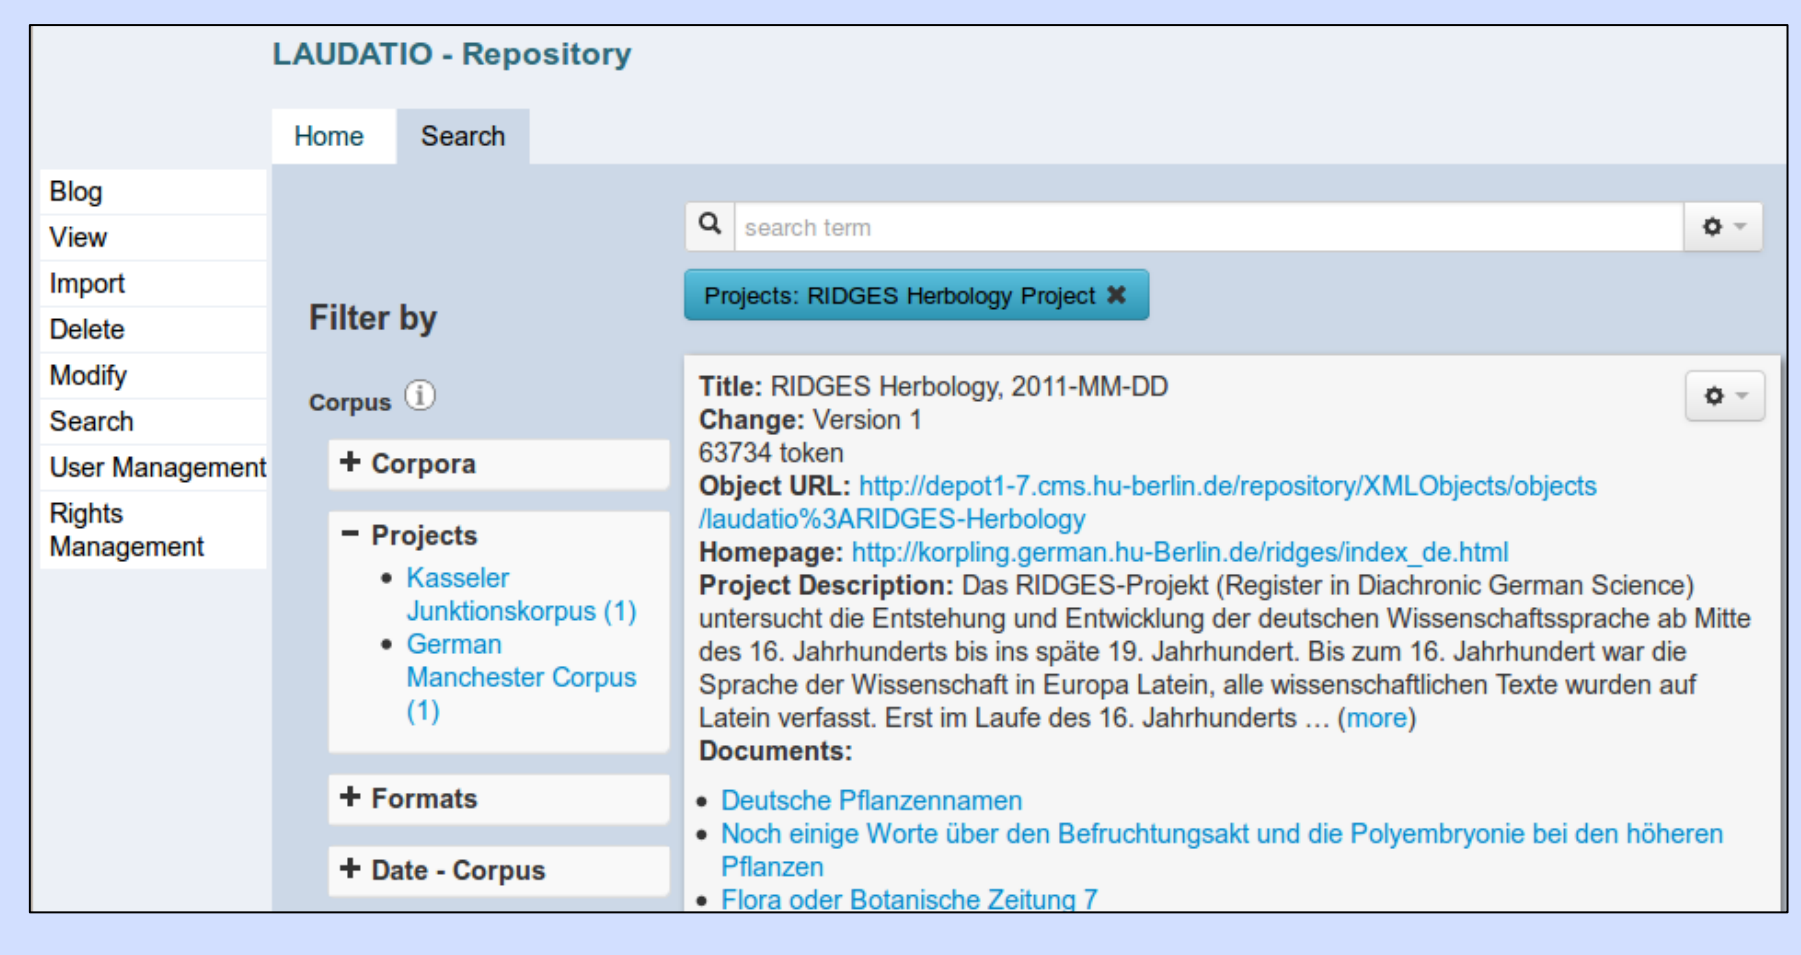 LAUDATIO - Repository
Home
Search
Blog
View
Import
Delete
Modify
Search
User Management
Rights
Management
search term
Projects: RIDGES Herbology Project
Filter by
Corpus
Corpora
Projects
Kasseler
Junktionskorpus (1)
German
Manchester Corpus
(1)
Formats
Date - Corpus
Title: RIDGES Herbology, 2011-MM-DD
Change: Version 1
63734 token
Object URL: http://depot1-7.cms.hu-berlin.de/repository/XMLObjects/objects
/laudatio%3ARIDGES-Herbology
Homepage: http://korpling.german.hu-Berlin.de/ridges/index_de.html
Project Description: Das RIDGES-Projekt (Register in Diachronic German Science)
untersucht die Entstehung und Entwicklung der deutschen Wissenschaftssprache ab Mitte
des 16. Jahrhunderts bis ins späte 19. Jahrhundert. Bis zum 16. Jahrhundert war die
Sprache der Wissenschaft in Europa Latein, alle wissenschaftlichen Texte wurden auf
Latein verfasst. Erst im Laufe des 16. Jahrhunderts … (more)
Documents:
Deutsche Pflanzennamen
Noch einige Worte über den Befruchtungsakt und die Polyembryonie bei den höheren
Pflanzen
Flora oder Botanische Zeitung 7